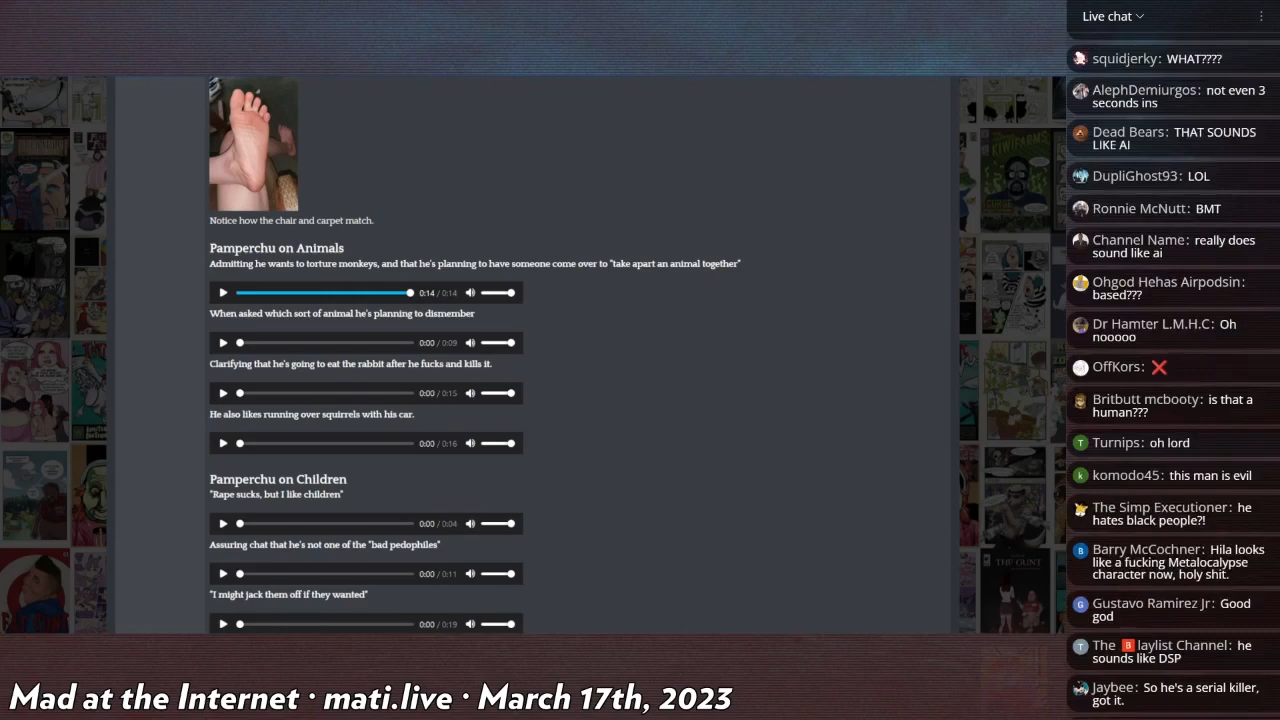 Notice how the chair and carpet match.
Pamperchu on Animals
Admitting he wants to torture monkeys, and that he's planning to have someone come over to "take apart an animal together"
0:14 / 0:14
When asked which sort of animal he's planning to dismember
0:00 / 0:09
Clarifying that he's going to eat the rabbit after he fucks and kills it.
0:00 / 0:15
He also likes running over squirrels with his car.
0:00 / 0:16
Pamperchu on Children
"Rape sucks, but I like children"
0:00 / 0:04
Assuring chat that he's not one of the "bad pedophiles"
0:00 / 0:11
"I might jack them off if they wanted"
0:00 / 0:19
Mad at the Internet · mati.live · March 17th, 2023
Live chat
squidjerky: WHAT????
AlephDemiurgos: not even 3
seconds ins
Dead Bears: THAT SOUNDS
LIKE AI
DupliGhost93: LOL
Ronnie McNutt: BMT
Channel Name: really does
sound like ai
Ohgod Hehas Airpodsin:
based???
Dr Hamter L.M.H.C: Oh
nooooo
OffKors: ❌
Britbutt mcbooty: is that a
human???
T Turnips: oh lord
k komodo45: this man is evil
The Simp Executioner: he
hates black people?!
B Barry McCochner: Hila looks
like a fucking Metalocalypse
character now, holy shit.
G Gustavo Ramirez Jr: Good
god
T The 🅱laylist Channel: he
sounds like DSP
Jaybee: So he's a serial killer,
got it.